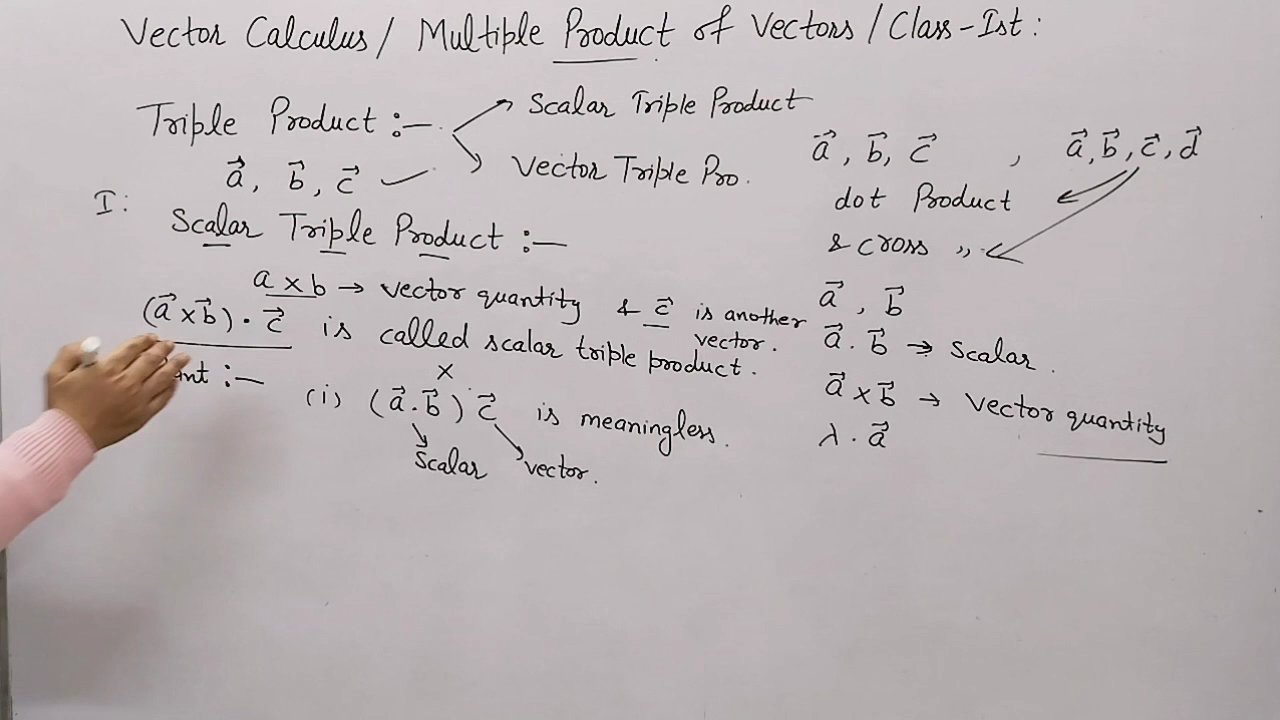 Vector Calculus / Multiple Product of Vectors / Class-Ist :
Triple Product :—
Scalar Triple Product
Vector Triple Pro.
a⃗, b⃗, c⃗
I: Scalar Triple Product :—
a × b → vector quantity & c⃗ is another vector.
(a⃗ × b⃗) · c⃗ is called scalar triple product.
(i) (a⃗ . b⃗) c⃗ is meaningless.
×
Scalar
vector.
a⃗, b⃗, c⃗ , a⃗, b⃗, c⃗, d⃗
dot Product
& cross ,,
a⃗, b⃗
a⃗ . b⃗ → Scalar.
a⃗ × b⃗ → Vector quantity
λ . a⃗